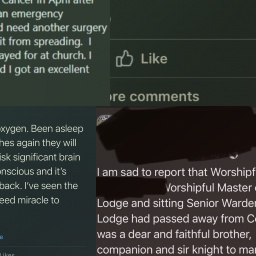 Cancer in April after
an emergency
d need another surgery
it from spreading. I
ayed for at church. I
d I got an excellent
Like
ore comments
oxygen. Been asleep
hes again they will
isk significant brain
onscious and it's
back. I've seen the
eed miracle to
I am sad to report that Worshipf
Worshipful Master
Lodge and sitting Senior Warden
Lodge had passed away from Co
was a dear and faithful brother,
companion and sir knight to man